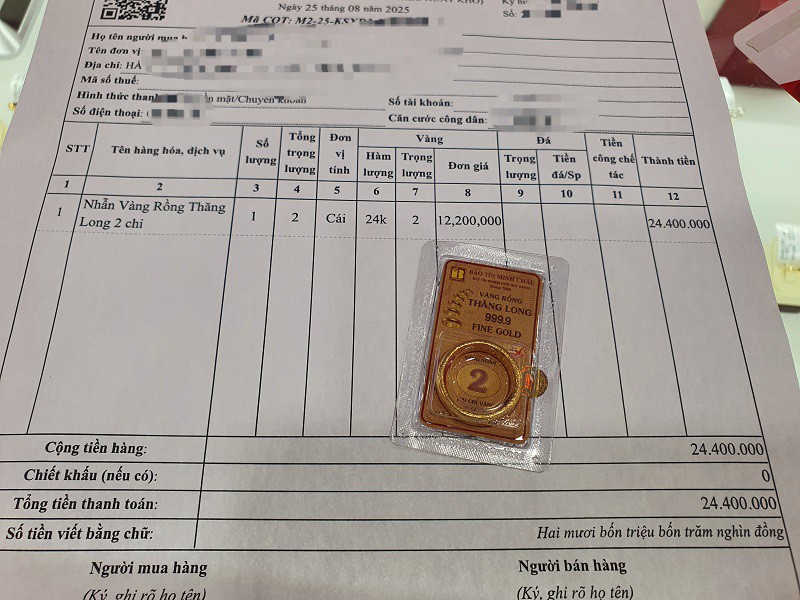 Ngày 25 tháng 08 năm 2025
Mã CQT: M2-25-
Số:
Họ tên người mua
Tên đơn vị
Địa chỉ: HÀ
Mã số thuế:
Hình thức thanh mặt/Chuyển khoản
Số tài khoản:
Số điện thoại:
Căn cước công dân:
STT Tên hàng hóa, dịch vụ Số lượng Tổng trọng lượng Đơn vị tính Vàng Đá Tiền công chế tác Thành tiền
Hàm lượng Trọng lượng Đơn giá Trọng lượng Tiền đá/Sp
1 2 3 4 5 6 7 8 9 10 11 12
1 Nhẫn Vàng Rồng Thăng Long 2 chỉ 1 2 Cái 24k 2 12,200,000 24.400.000
BẢO TÍN MINH CHÂU
VÀNG RỒNG
THĂNG LONG
999.9
FINE GOLD
2
HAI CHỈ VÀNG
Cộng tiền hàng: 24.400.000
Chiết khấu (nếu có): 0
Tổng tiền thanh toán: 24.400.000
Số tiền viết bằng chữ: Hai mươi bốn triệu bốn trăm nghìn đồng
Người mua hàng
Người bán hàng
(Ký, ghi rõ họ tên)
(Ký, ghi rõ họ tên)